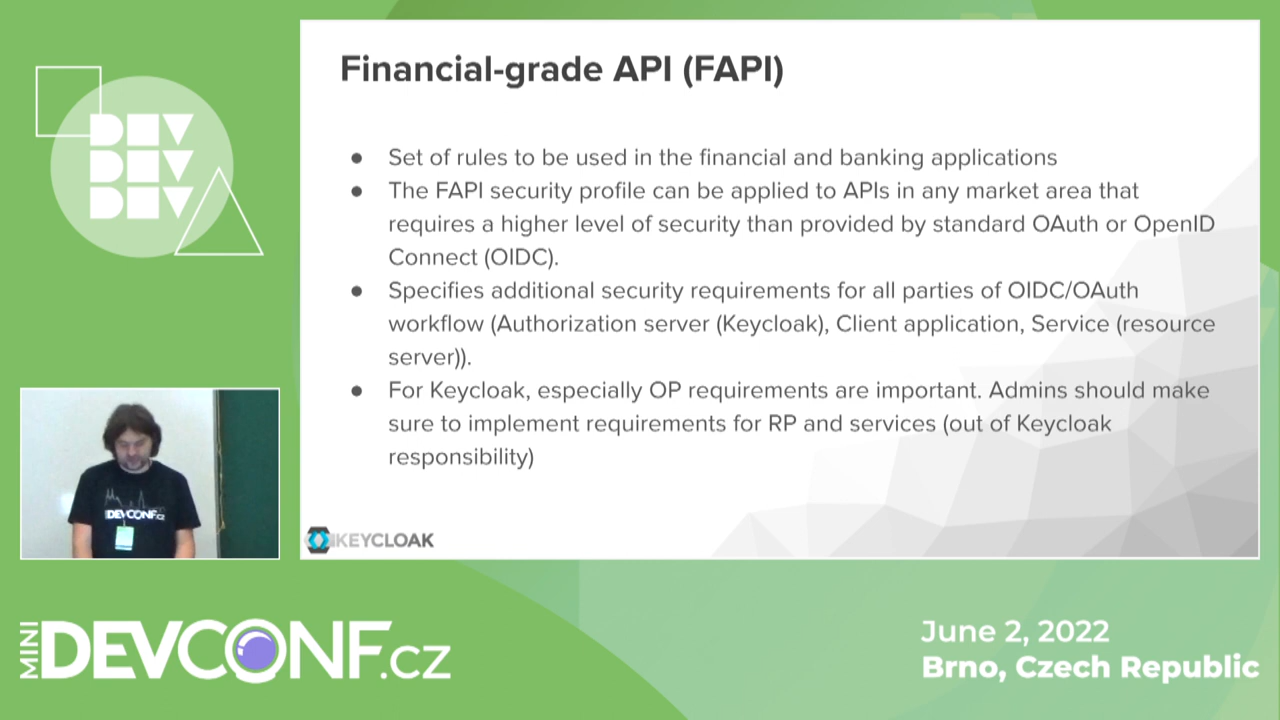 Financial-grade API (FAPI)
● Set of rules to be used in the financial and banking applications
● The FAPI security profile can be applied to APIs in any market area that
requires a higher level of security than provided by standard OAuth or OpenID
Connect (OIDC).
● Specifies additional security requirements for all parties of OIDC/OAuth
workflow (Authorization server (Keycloak), Client application, Service (resource
server)).
● For Keycloak, especially OP requirements are important. Admins should make
sure to implement requirements for RP and services (out of Keycloak
responsibility)
KEYCLOAK
DEV
DEV
DEV
DEVCONF.CZ
MINI
DEVCONF.CZ
June 2, 2022
Brno, Czech Republic